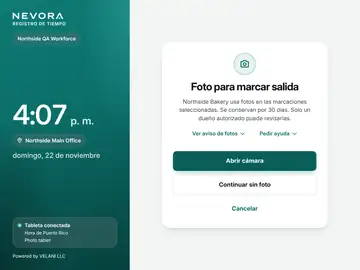 NEVORA
REGISTRO DE TIEMPO
Northside QA Workforce
4:07 p. m.
Northside Main Office
domingo, 22 de noviembre
Tableta conectada
Hora de Puerto Rico
Photo tablet
Powered by VELANI LLC
Foto para marcar salida
Northside Bakery usa fotos en las marcaciones
seleccionadas. Se conservan por 30 días. Solo un
dueño autorizado puede revisarlas.
Ver aviso de fotos
Pedir ayuda
Abrir cámara
Continuar sin foto
Cancelar